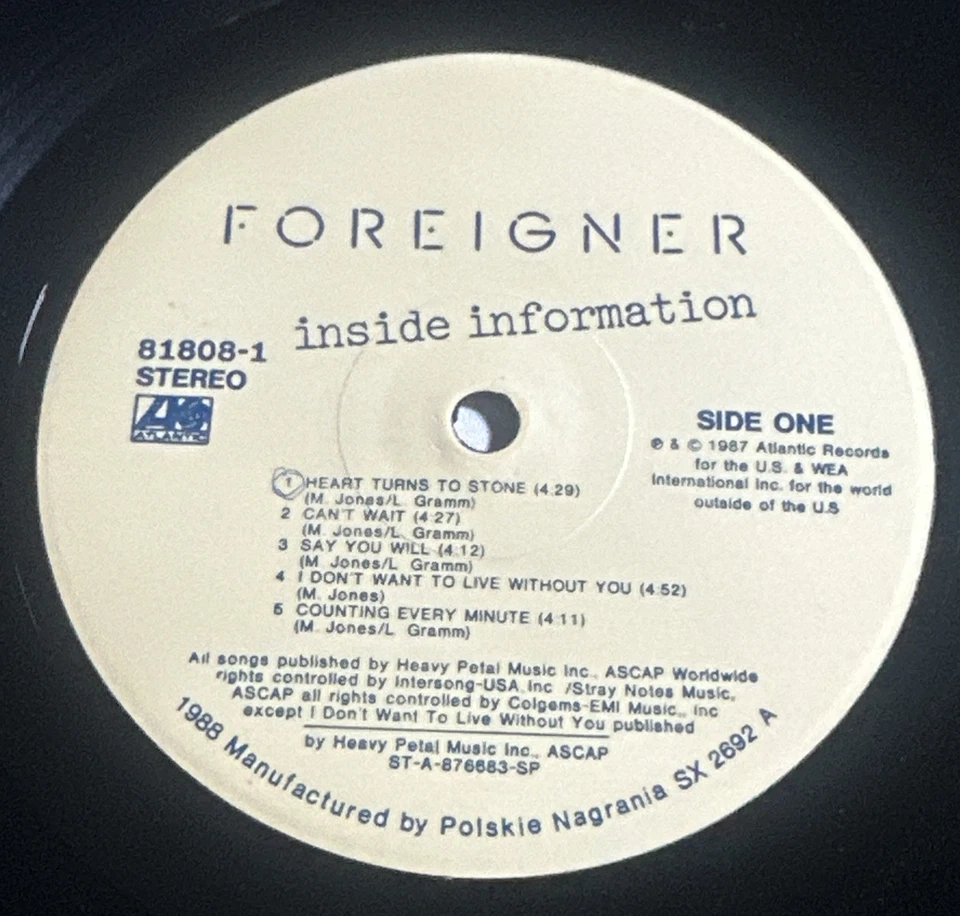 FOREIGNER
inside information
81808-1
STEREO
ATLANTIC
SIDE ONE
℗ & © 1987 Atlantic Records
for the U.S. & WEA
International Inc. for the world
outside of the U.S
1 HEART TURNS TO STONE (4.29)
(M. Jones/L. Gramm)
2 CAN'T WAIT (4:27)
(M. Jones/L. Gramm)
3 SAY YOU WILL (4:12)
(M. Jones/L Gramm)
4 I DON'T WANT TO LIVE WITHOUT YOU (4:52)
(M. Jones)
5 COUNTING EVERY MINUTE (4:11)
(M. Jones/L Gramm)
All songs published by Heavy Petal Music Inc., ASCAP Worldwide
rights controlled by Intersong-USA, Inc /Stray Notes Music,
ASCAP all rights controlled by Colgems-EMI Music., Inc
except I Don't Want To Live Without You published
by Heavy Petal Music Inc., ASCAP
ST-A-876683-SP
1988 Manufactured by Polskie Nagrania SX 2692 A